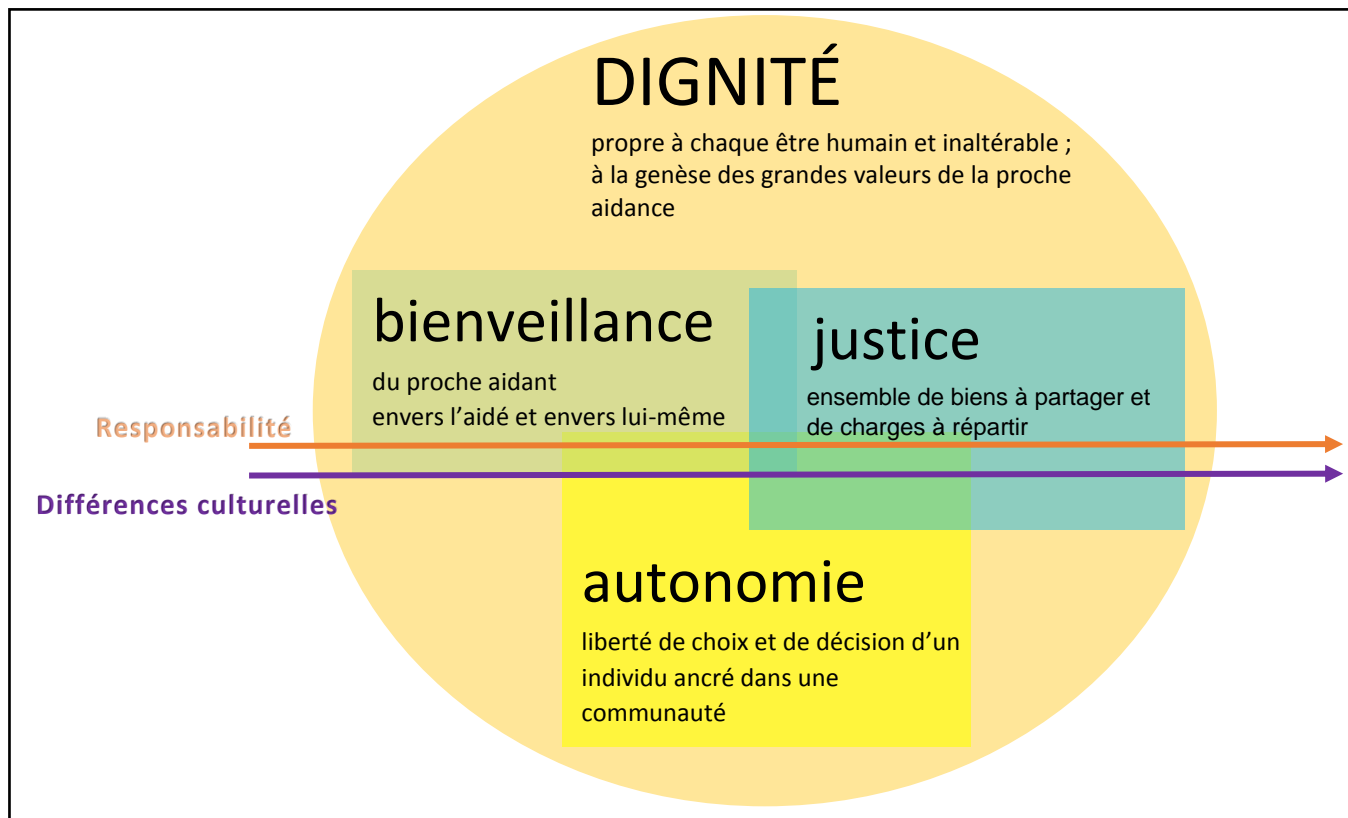 DIGNITÉ
propre à chaque être humain et inaltérable ;
à la genèse des grandes valeurs de la proche
aidance
bienveillance
du proche aidant
envers l’aidé et envers lui-même
justice
ensemble de biens à partager et
de charges à répartir
Responsabilité
Différences culturelles
autonomie
liberté de choix et de décision d’un
individu ancré dans une
communauté